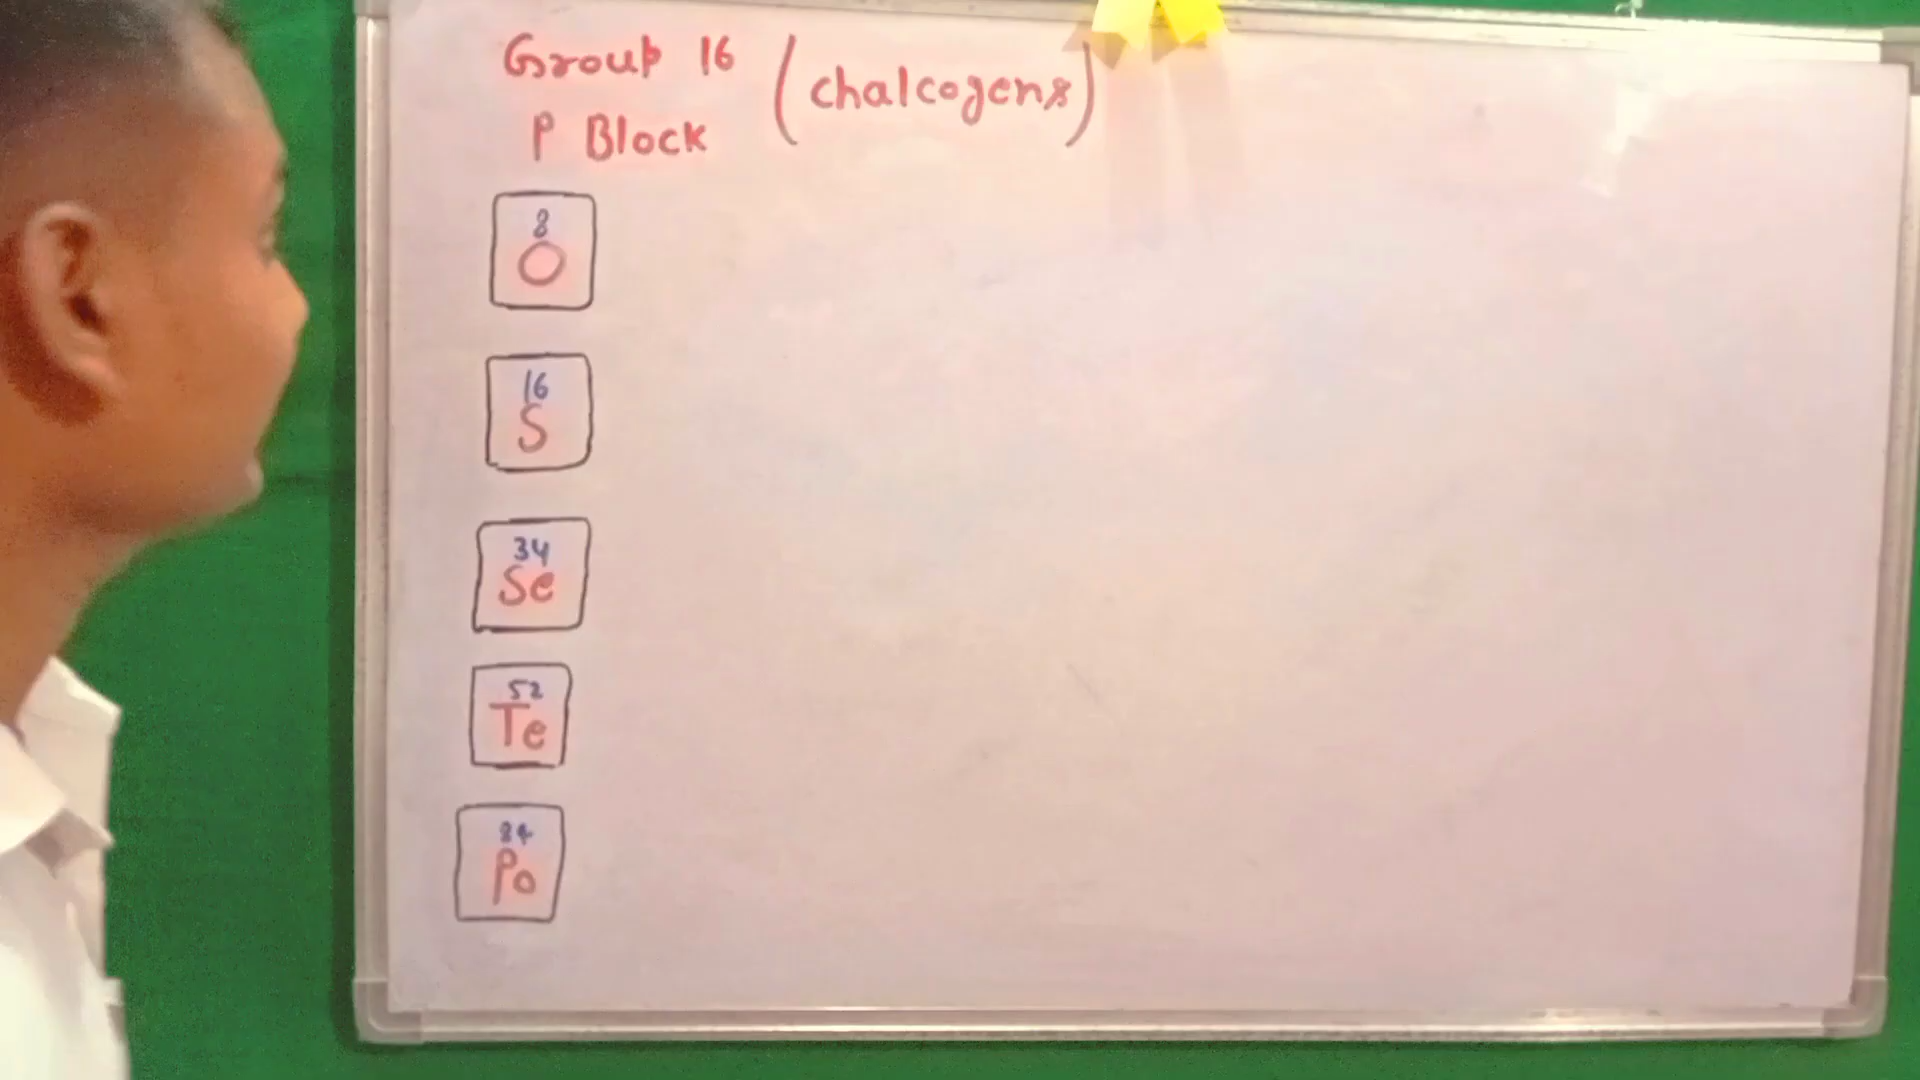 Group 16
P Block
(chalcogens)
8
O
16
S
34
Se
52
Te
84
Po